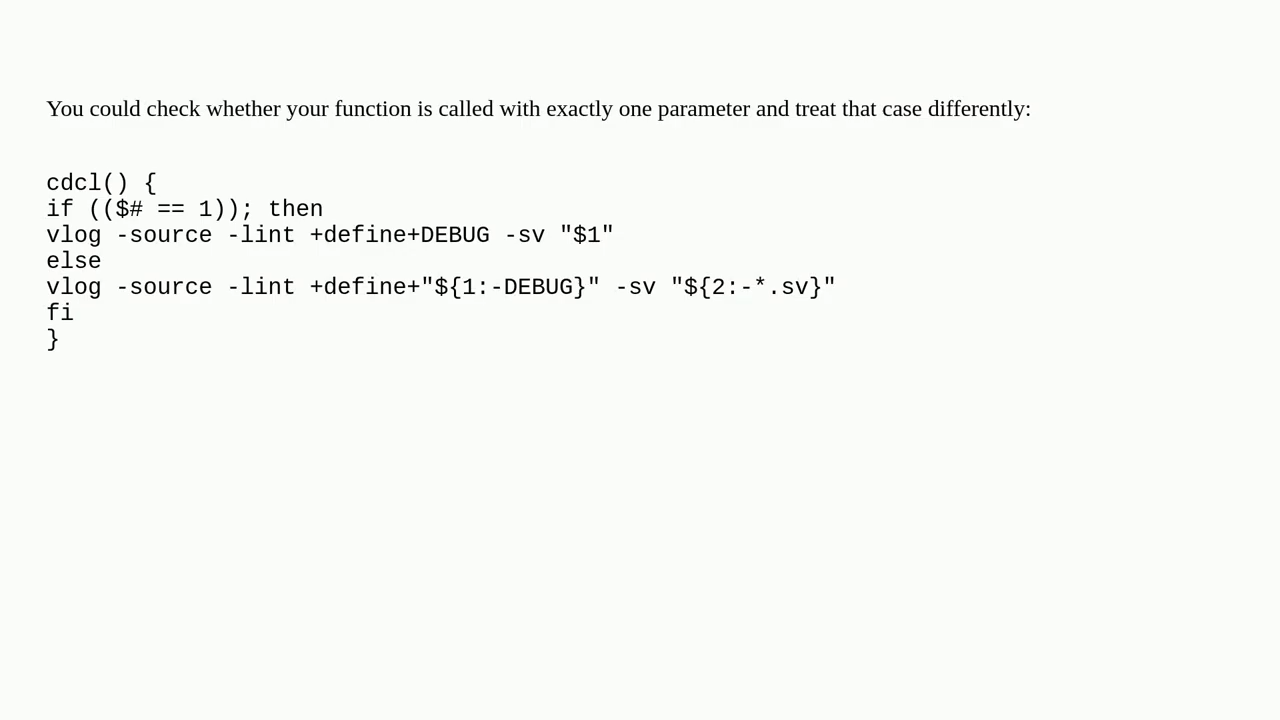 You could check whether your function is called with exactly one parameter and treat that case differently:
cdcl() {
if (($# == 1)); then
vlog -source -lint +define+DEBUG -sv "$1"
else
vlog -source -lint +define+"${1:-DEBUG}" -sv "${2:-*.sv}"
fi
}